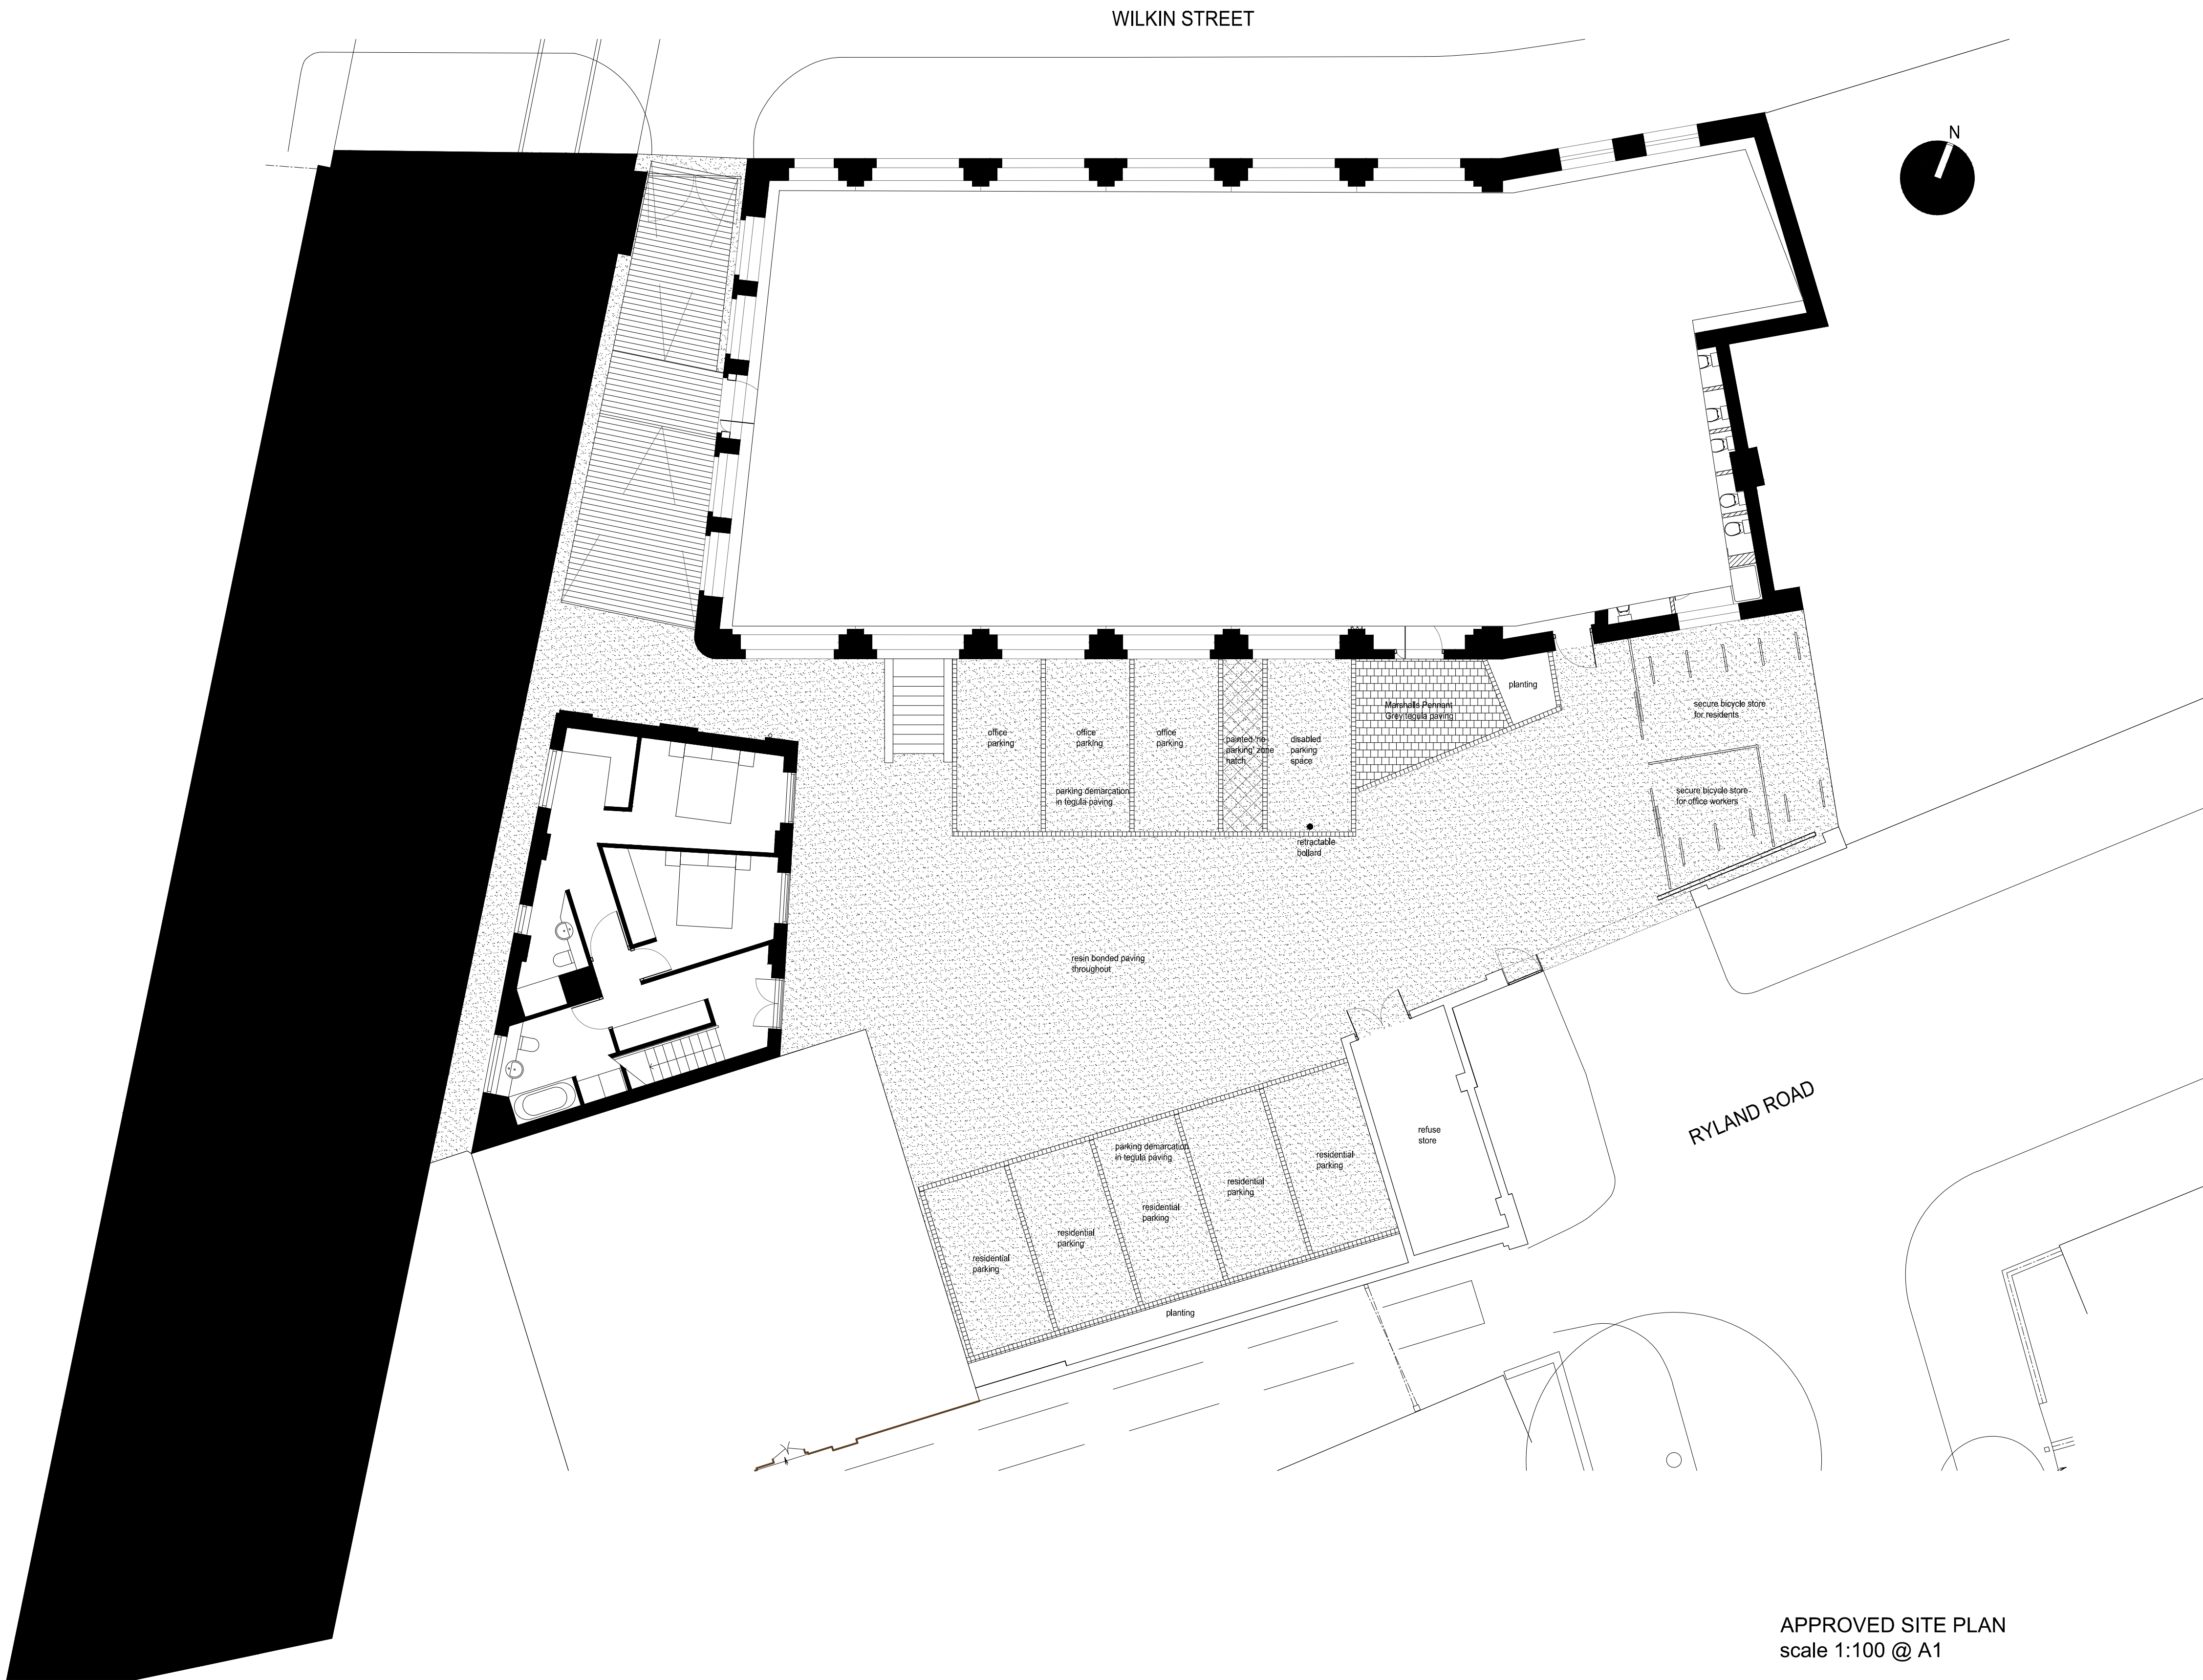 WILKIN STREET
N
planting
Marshalls Pennant
Grey tegula paving
secure bicycle store
for residents
office
parking
office
parking
office
parking
painted 'no
parking' zone
hatch
disabled
parking
space
parking demarcation
in tegula paving
secure bicycle store
for office workers
retractable
bollard
resin bonded paving
throughout
RYLAND ROAD
refuse
store
parking demarcation
in tegula paving
residential
parking
residential
parking
residential
parking
residential
parking
residential
parking
planting
APPROVED SITE PLAN
scale 1:100 @ A1